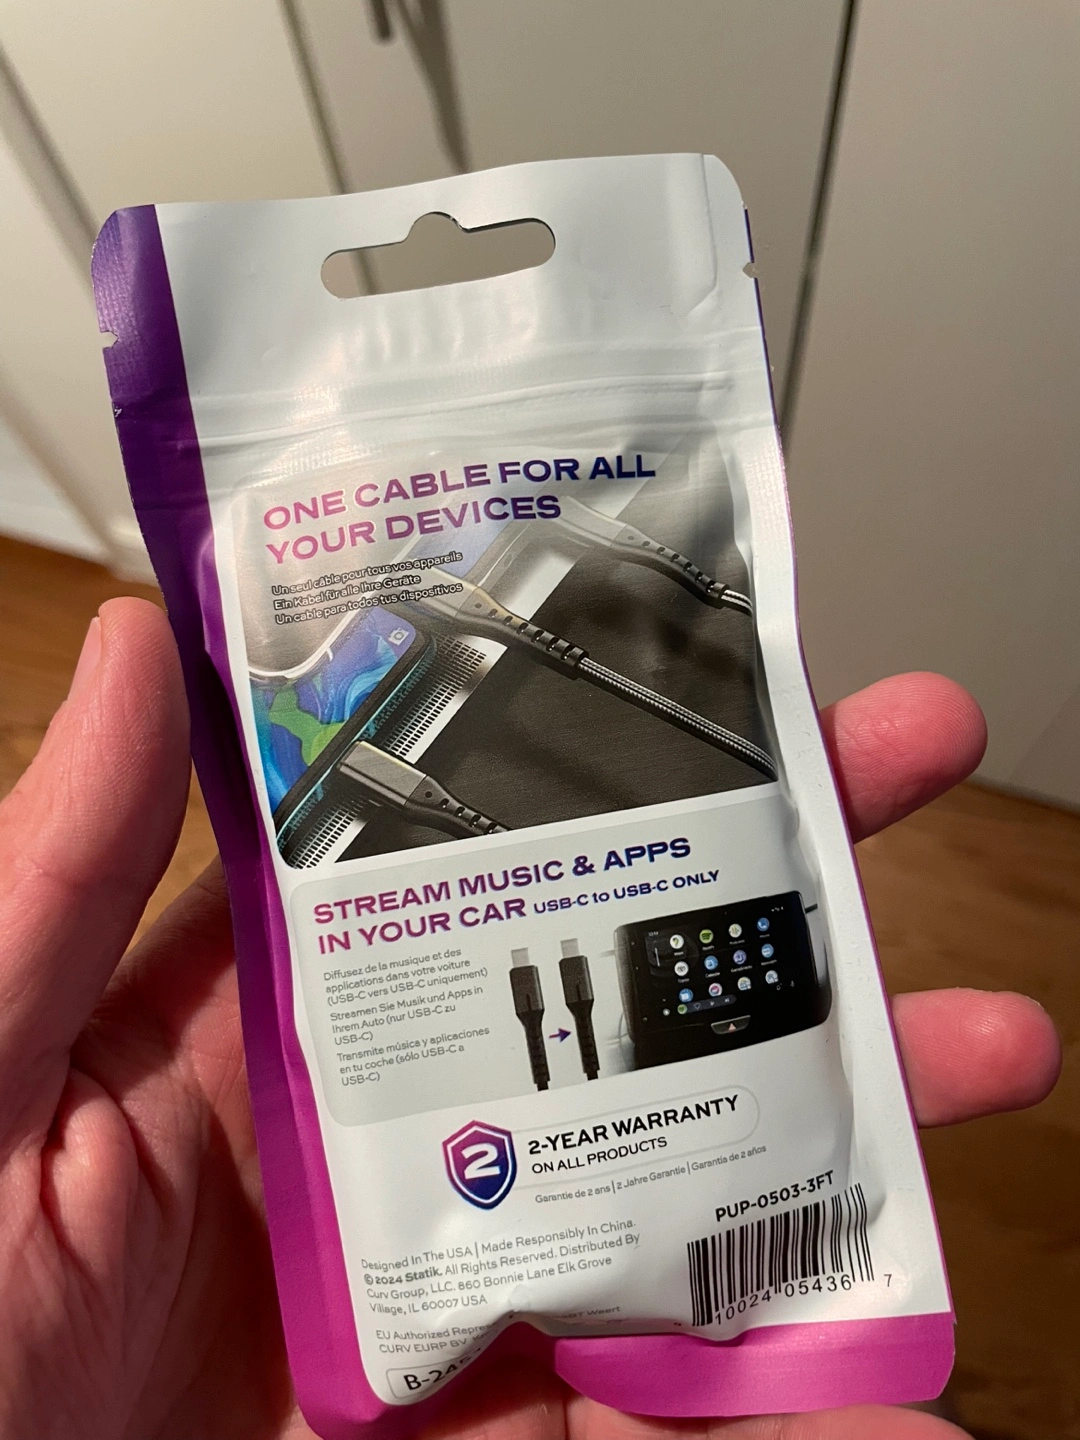 ONE CABLE FOR ALL
YOUR DEVICES
Un seul câble pour tous vos appareils
Ein Kabel für alle Ihre Geräte
Un cable para todos tus dispositivos
STREAM MUSIC & APPS
IN YOUR CAR USB-C to USB-C ONLY
Diffusez de la musique et des
applications dans votre voiture
(USB-C vers USB-C uniquement)
Streamen Sie Musik und Apps in
Ihrem Auto (nur USB-C zu
USB-C)
Transmite música y aplicaciones
en tu coche (sólo USB-C a
USB-C)
2
2-YEAR WARRANTY
ON ALL PRODUCTS
Garantie de 2 ans | 2 Jahre Garantie | Garantía de 2 años
PUP-0503-3FT
10024 05436 7
Designed In The USA | Made Responsibly In China.
© 2024 Statik. All Rights Reserved. Distributed By
Curv Group, LLC. 860 Bonnie Lane Elk Grove
Village, IL 60007 USA
EU Authorized
CURV EURP BV